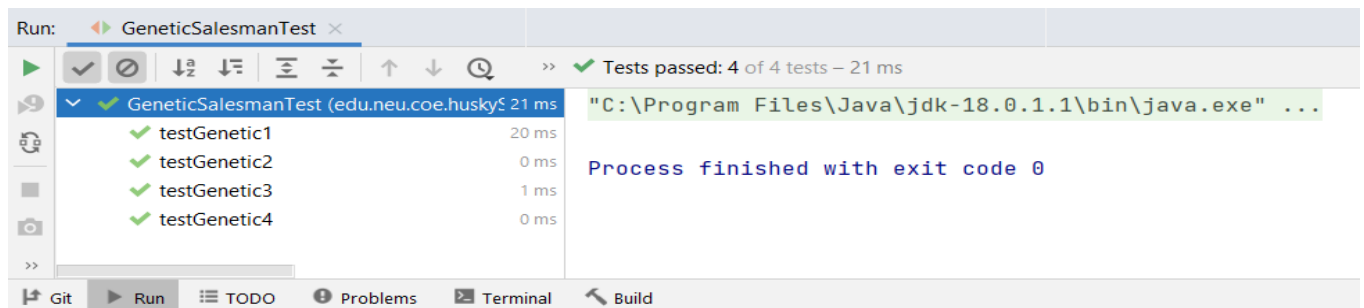 Run: GeneticSalesmanTest
Tests passed: 4 of 4 tests – 21 ms
GeneticSalesmanTest (edu.neu.coe.huskyS 21 ms
testGenetic1 20 ms
testGenetic2 0 ms
testGenetic3 1 ms
testGenetic4 0 ms
"C:\Program Files\Java\jdk-18.0.1.1\bin\java.exe" ...
Process finished with exit code 0
Git Run TODO Problems Terminal Build